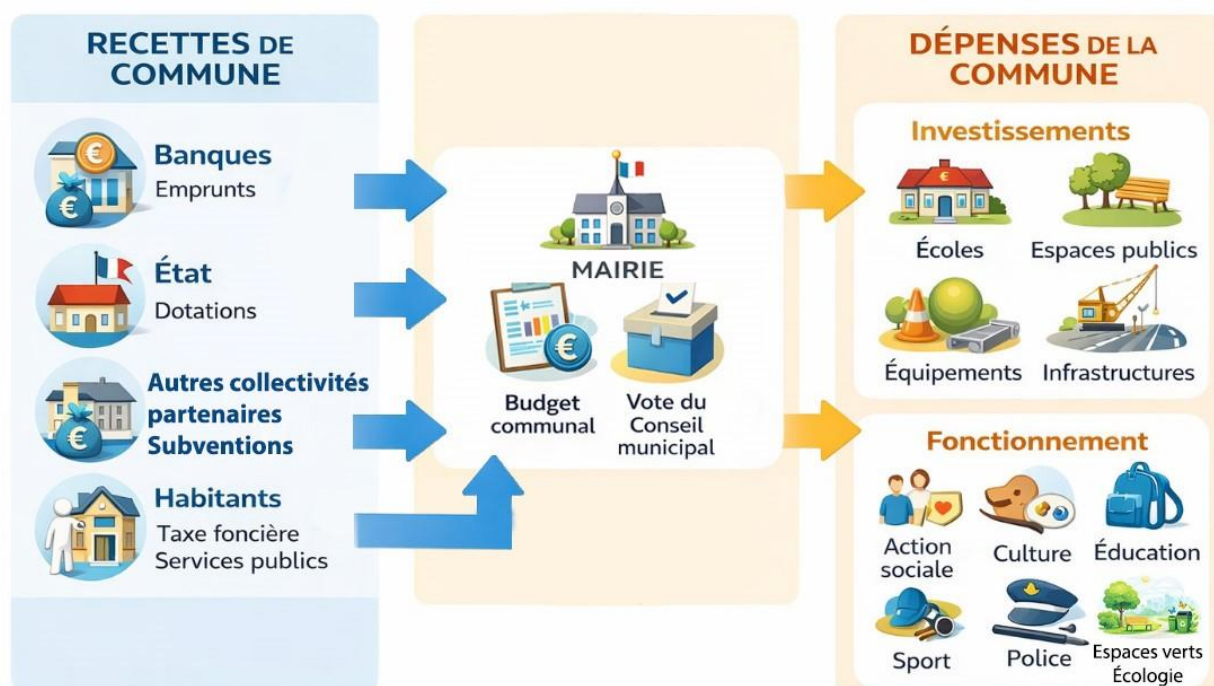 RECETTES DE
COMMUNE
Banques
Emprunts
État
Dotations
Autres collectivités
partenaires
Subventions
Habitants
Taxe foncière
Services publics
MAIRIE
Budget
communal
Vote du
Conseil
municipal
DÉPENSES DE LA
COMMUNE
Investissements
Écoles
Espaces publics
Équipements
Infrastructures
Fonctionnement
Action
sociale
Culture
Éducation
Sport
Police
Espaces verts
Écologie